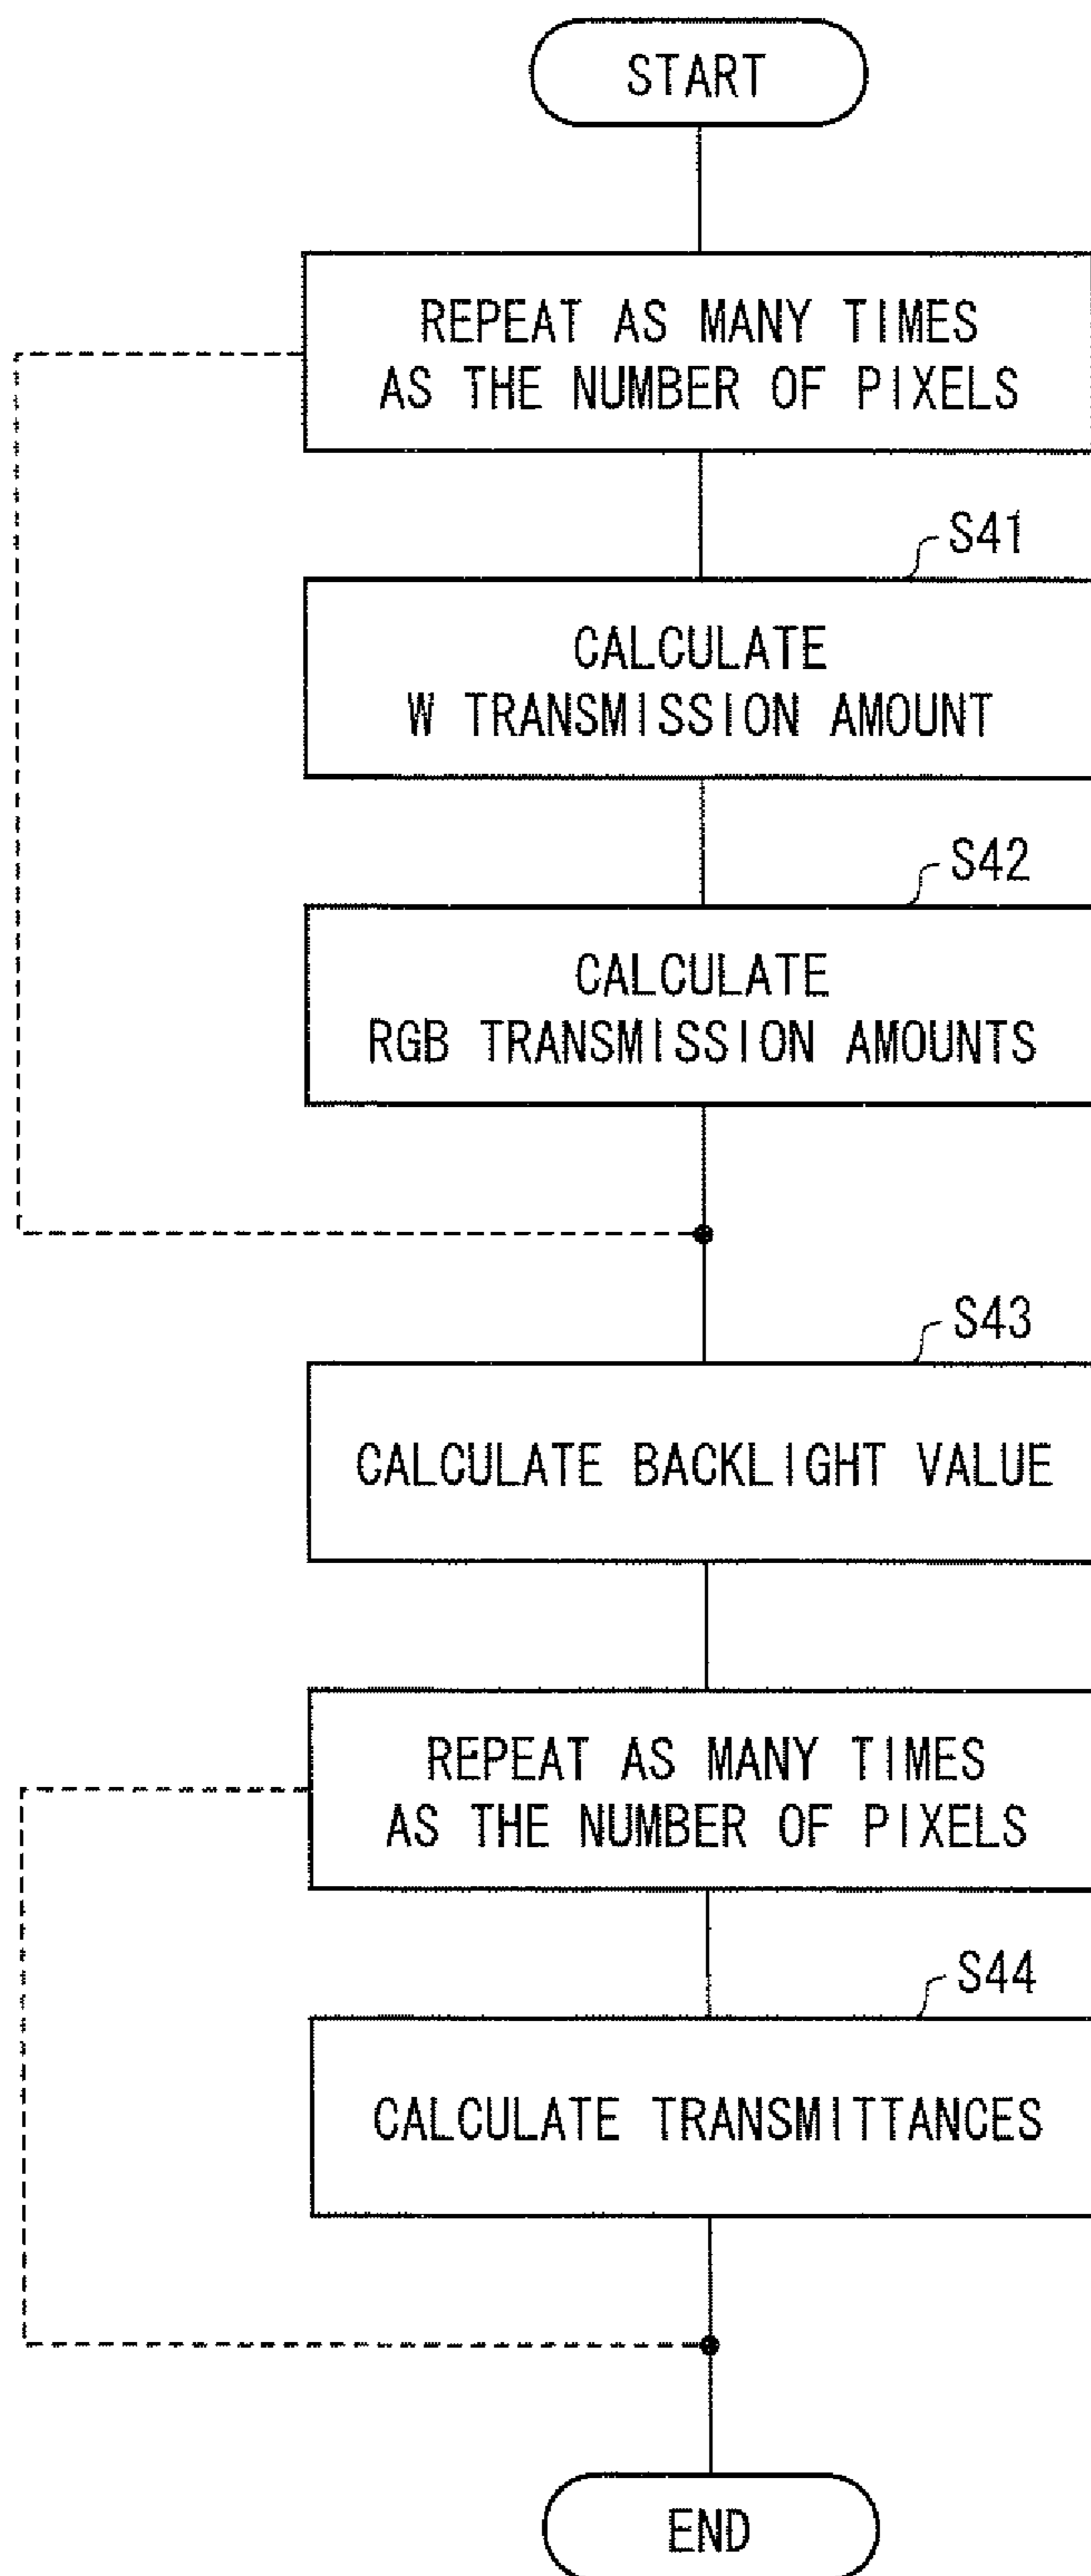 START
REPEAT AS MANY TIMES
AS THE NUMBER OF PIXELS
S41
CALCULATE
W TRANSMISSION AMOUNT
S42
CALCULATE
RGB TRANSMISSION AMOUNTS
S43
CALCULATE BACKLIGHT VALUE
REPEAT AS MANY TIMES
AS THE NUMBER OF PIXELS
S44
CALCULATE TRANSMITTANCES
END